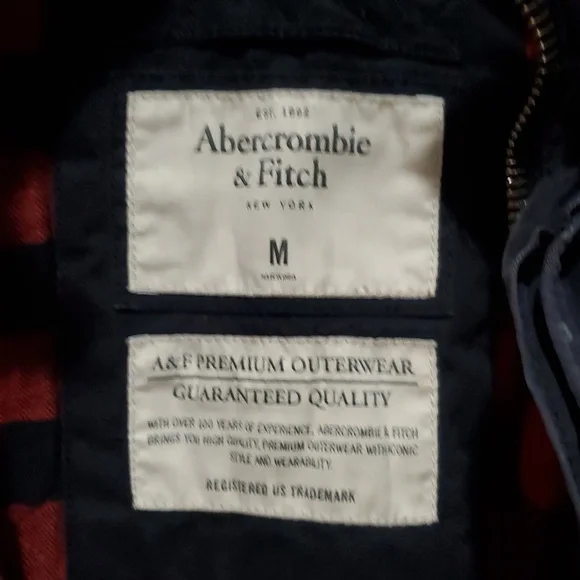 EST. 1892
Abercrombie
& Fitch
NEW YORK
M
A&F PREMIUM OUTERWEAR
GUARANTEED QUALITY
WITH OVER 100 YEARS OF EXPERIENCE, ABERCROMBIE & FITCH
BRINGS YOU HIGH QUALITY, PREMIUM OUTERWEAR WITH ICONIC
STYLE AND WEARABILITY.
REGISTERED US TRADEMARK